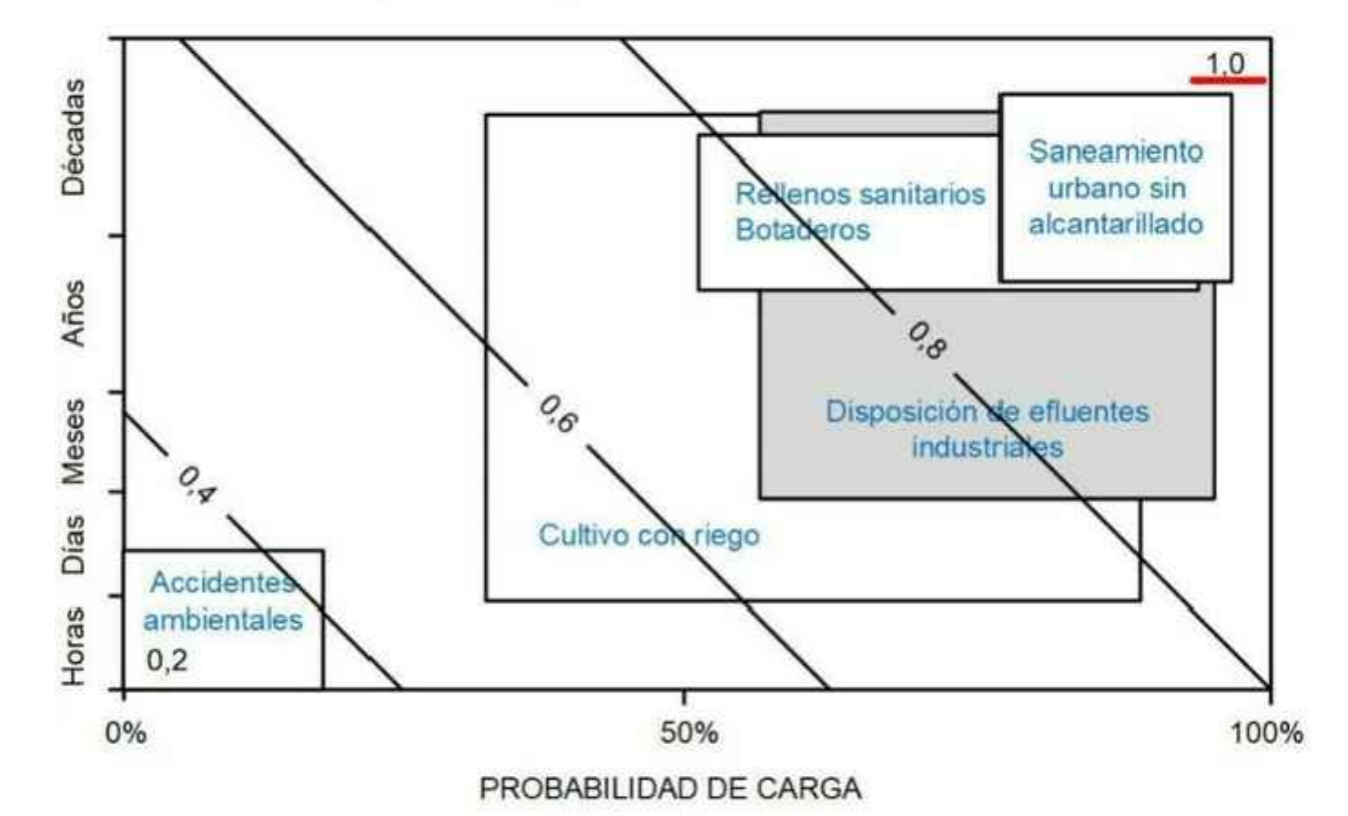 1,0
Décadas
Años
Meses
Días
Horas
Saneamiento
urbano sin
alcantarillado
Rellenos sanitarios
Botaderos
0,8
Disposición de efluentes
industriales
0,6
Cultivo con riego
0,4
Accidentes
ambientales
0,2
0%
50%
100%
PROBABILIDAD DE CARGA